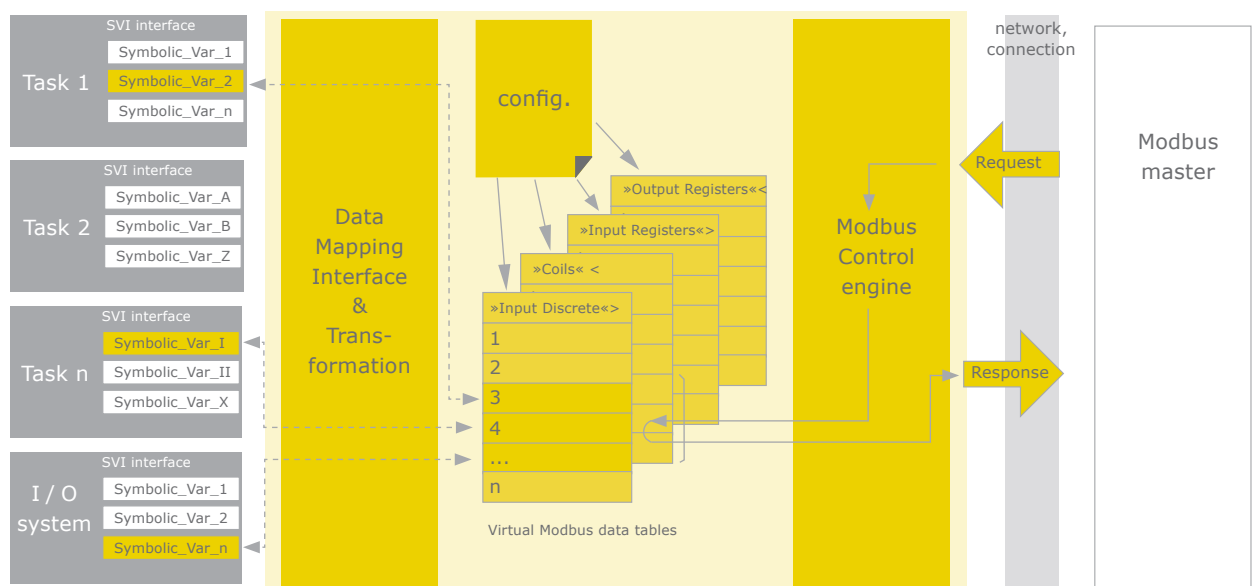 SVI interface
Task 1
Symbolic_Var_1
Symbolic_Var_2
Symbolic_Var_n
SVI interface
Task 2
Symbolic_Var_A
Symbolic_Var_B
Symbolic_Var_Z
SVI interface
Task n
Symbolic_Var_I
Symbolic_Var_II
Symbolic_Var_X
SVI interface
I / O
system
Symbolic_Var_1
Symbolic_Var_2
Symbolic_Var_n
Data
Mapping
Interface
&
Trans-
formation
config.
»Output Registers«<
»Input Registers«>
»Coils« <
»Input Discrete«>
1
2
3
4
...
n
Virtual Modbus data tables
Modbus
Control
engine
network,
connection
Request
Response
Modbus
master